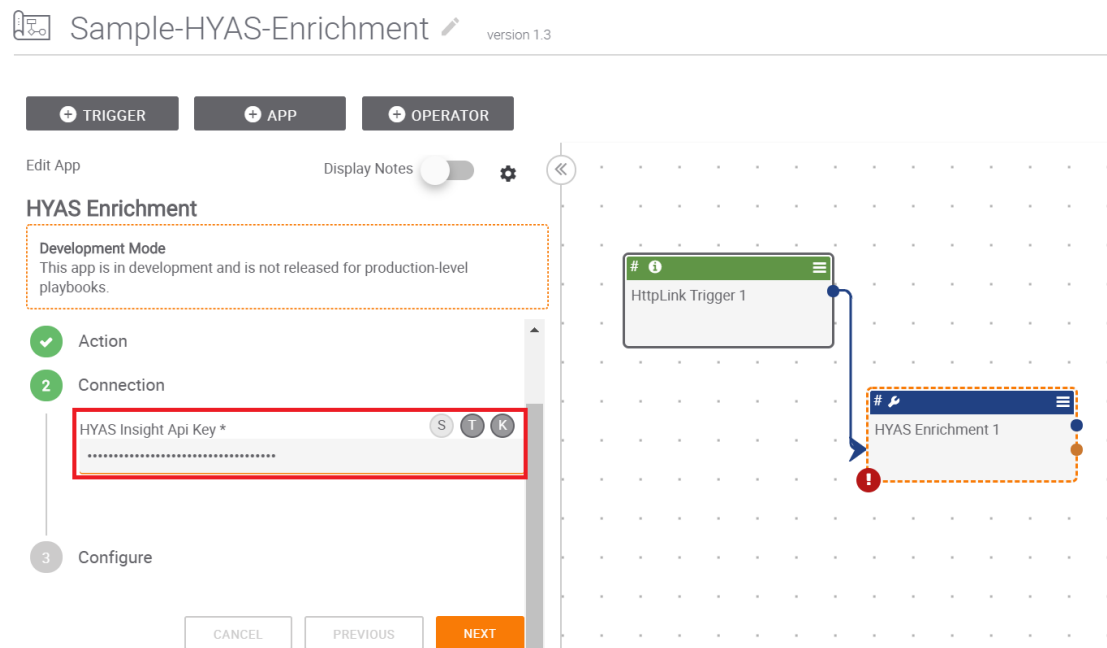 Sample-HYAS-Enrichment version 1.3
TRIGGER APP OPERATOR
Edit App Display Notes
HYAS Enrichment
Development Mode
This app is in development and is not released for production-level
playbooks.
Action
2 Connection
HYAS Insight Api Key * S T K
••••••••••••••••••••••••••••••••••••
3 Configure
CANCEL PREVIOUS NEXT
#
HttpLink Trigger 1
#
HYAS Enrichment 1